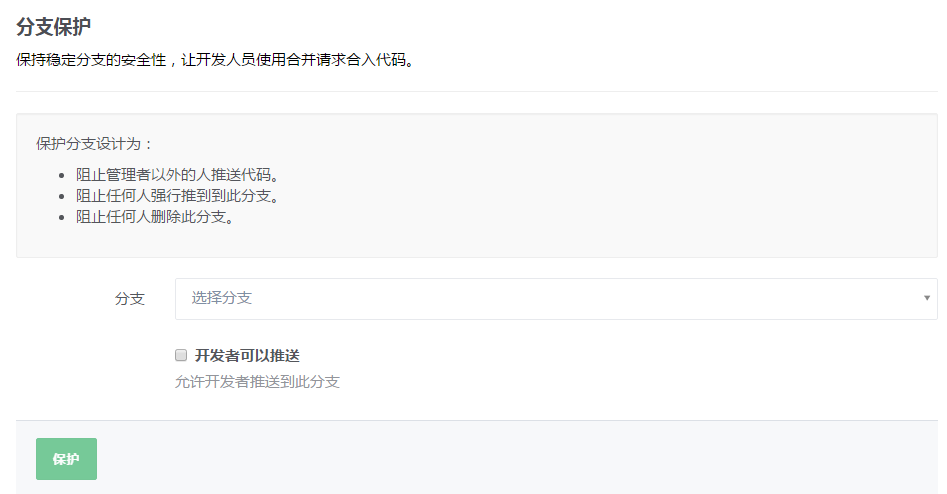 分支保护
保持稳定分支的安全性，让开发人员使用合并请求合入代码。
保护分支设计为：
阻止管理者以外的人推送代码。
阻止任何人强行推到到此分支。
阻止任何人删除此分支。
分支
选择分支
开发者可以推送
允许开发者推送到此分支
保护